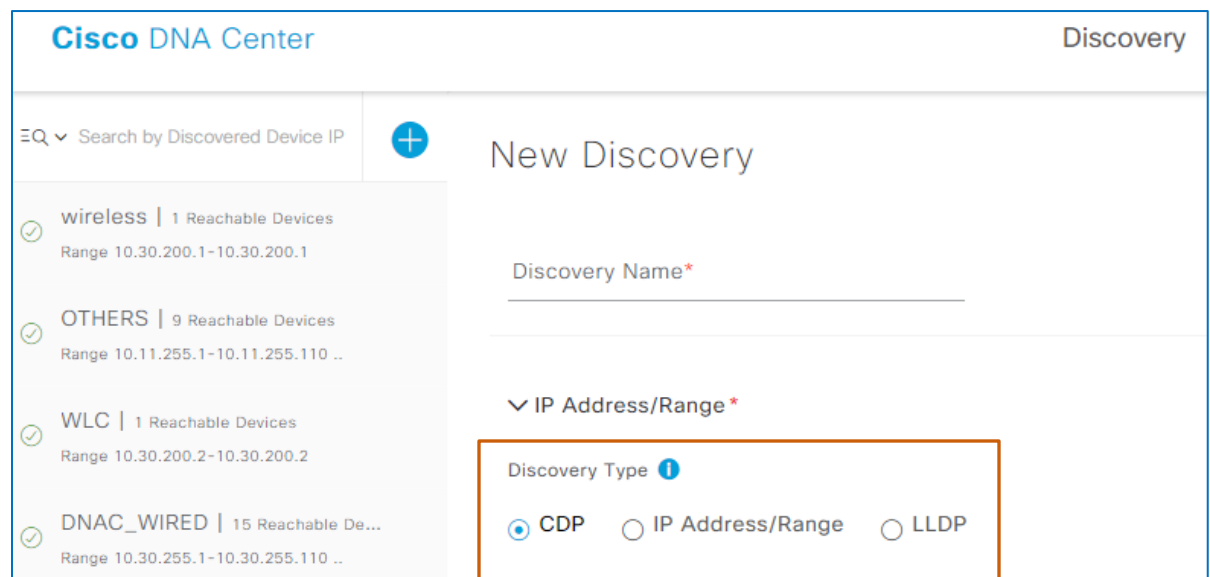 Cisco DNA Center
Discovery
Search by Discovered Device IP
New Discovery
wireless | 1 Reachable Devices
Range 10.30.200.1-10.30.200.1
Discovery Name*
OTHERS | 9 Reachable Devices
Range 10.11.255.1-10.11.255.110 ..
IP Address/Range*
WLC | 1 Reachable Devices
Range 10.30.200.2-10.30.200.2
Discovery Type i
DNAC_WIRED | 15 Reachable De...
Range 10.30.255.1-10.30.255.110 ..
CDP IP Address/Range LLDP